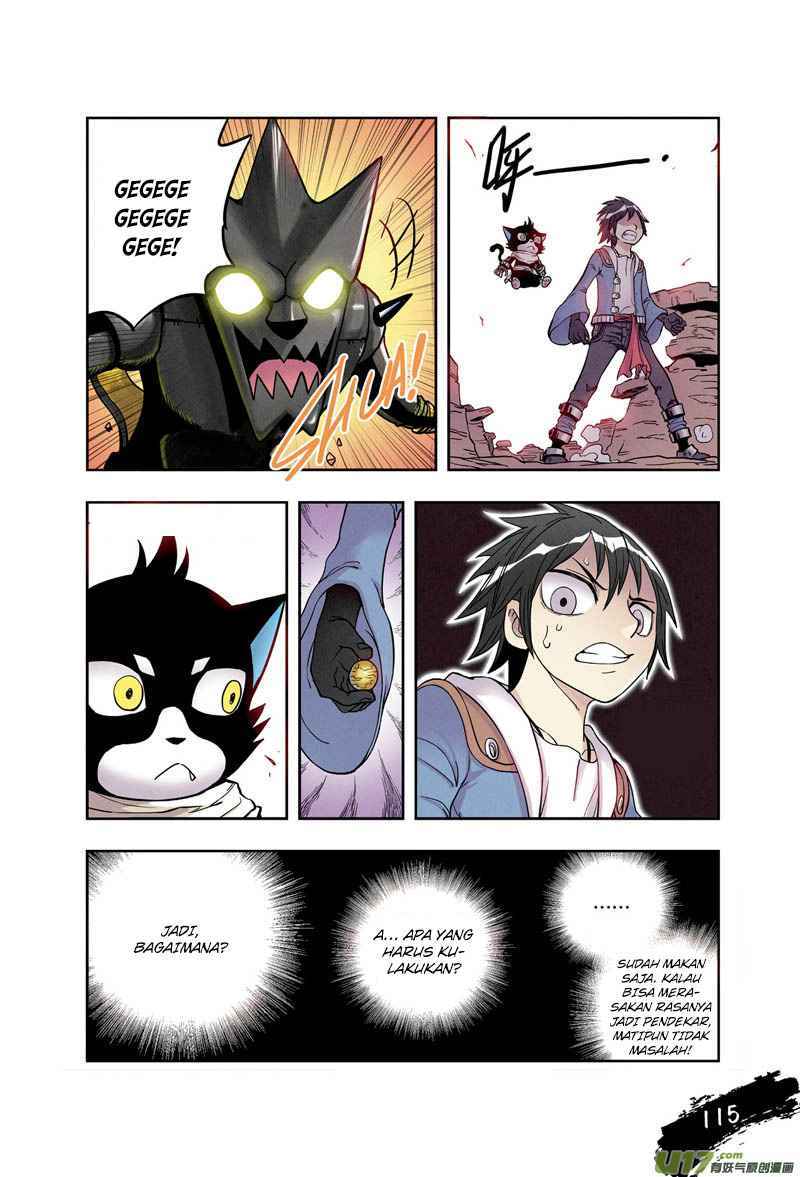 GEGEGE
GEGEGE
GEGE!
SHUA!
呼——.
JADI,
BAGAIMANA?
A... APA YANG
HARUS KU-
LAKUKAN?
......
SUDAH MAKAN
SAJA. KALAU
BISA MERA-
SAKAN RASANYA
JADI PENDEKAR,
MATIPUN TIDAK
MASALAH!
115
U17.com
有妖气原创漫画